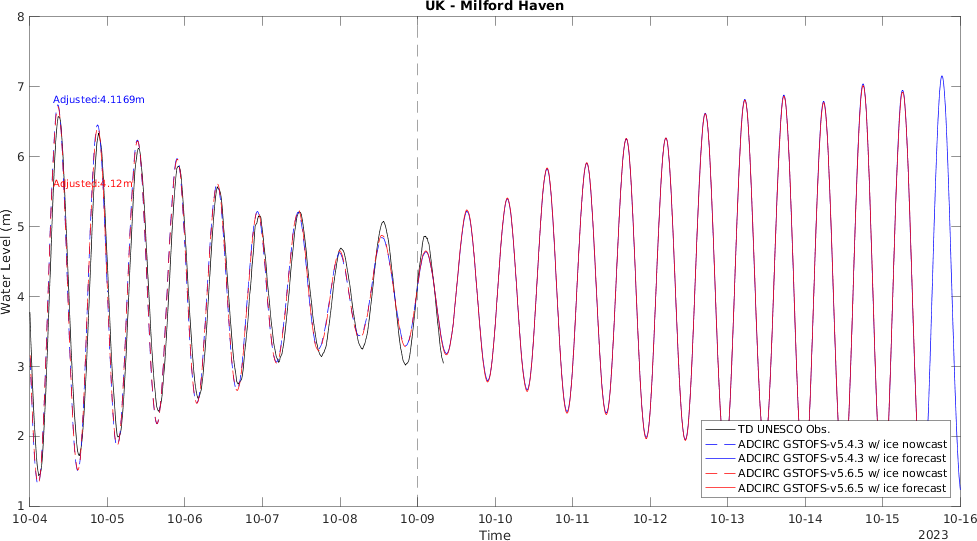 UK - Milford Haven
8
7
6
5
4
3
2
1
Water Level (m)
Adjusted:4.1169m
Adjusted:4.12m
TD UNESCO Obs.
ADCIRC GSTOFS-v5.4.3 w/ ice nowcast
ADCIRC GSTOFS-v5.4.3 w/ ice forecast
ADCIRC GSTOFS-v5.6.5 w/ ice nowcast
ADCIRC GSTOFS-v5.6.5 w/ ice forecast
10-04 10-05 10-06 10-07 10-08 10-09 10-10 10-11 10-12 10-13 10-14 10-15 10-16
Time
2023